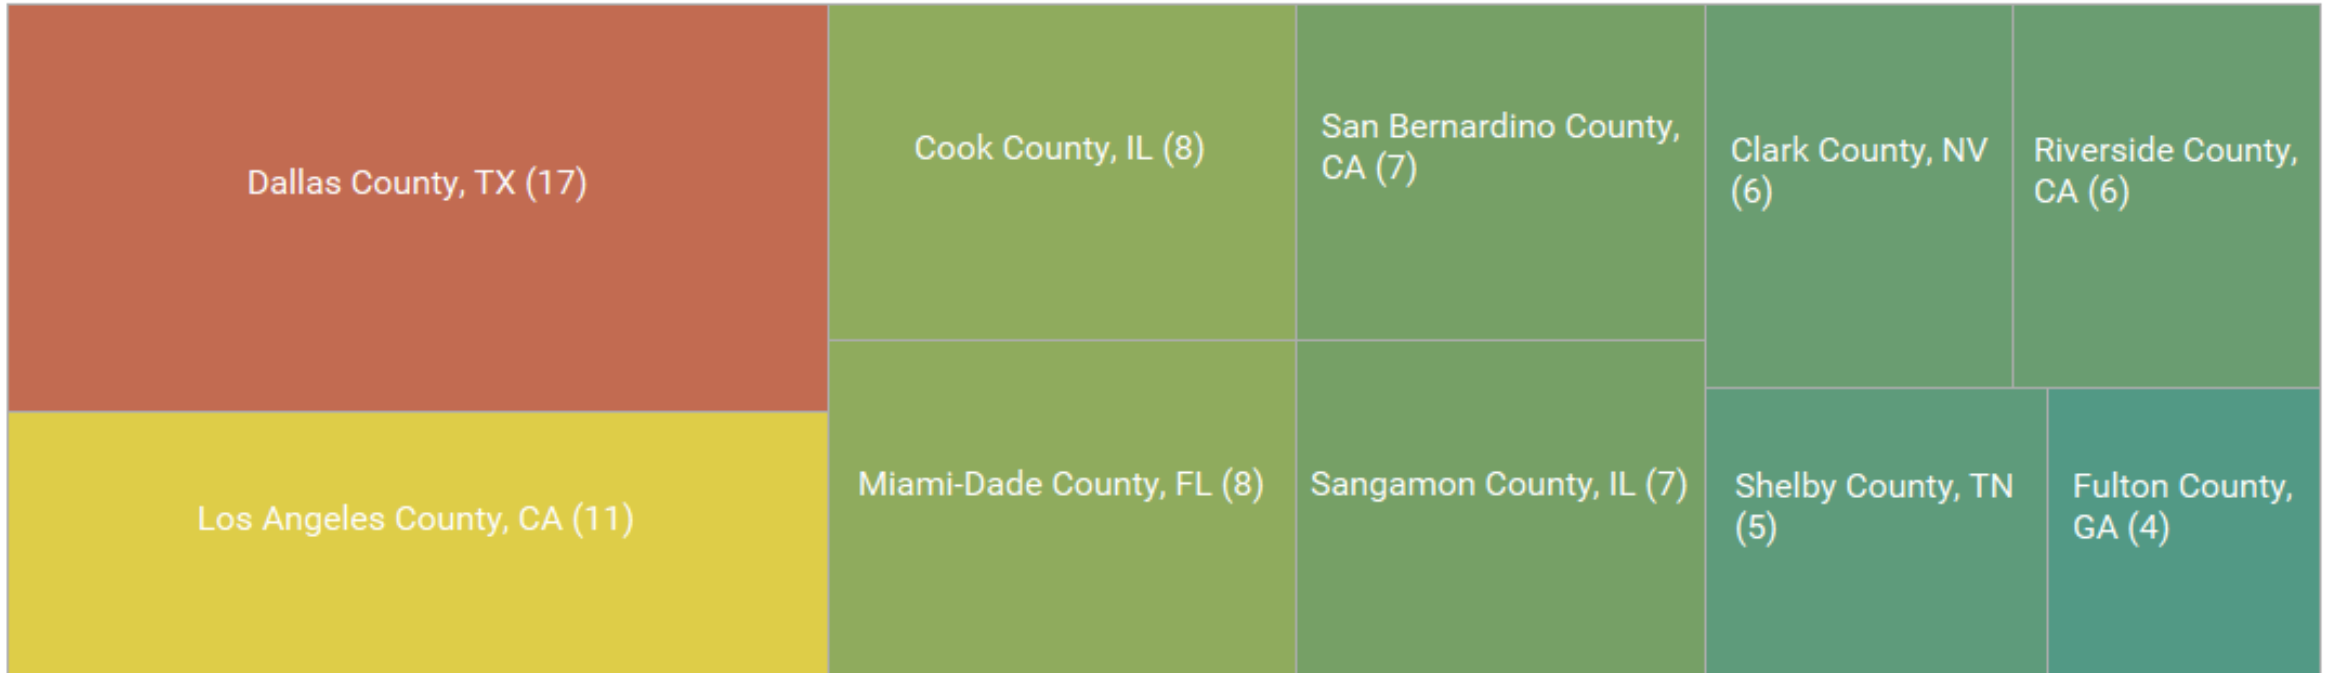 Dallas County, TX (17)
Los Angeles County, CA (11)
Cook County, IL (8)
Miami-Dade County, FL (8)
San Bernardino County,
CA (7)
Sangamon County, IL (7)
Clark County, NV
(6)
Riverside County,
CA (6)
Shelby County, TN
(5)
Fulton County,
GA (4)